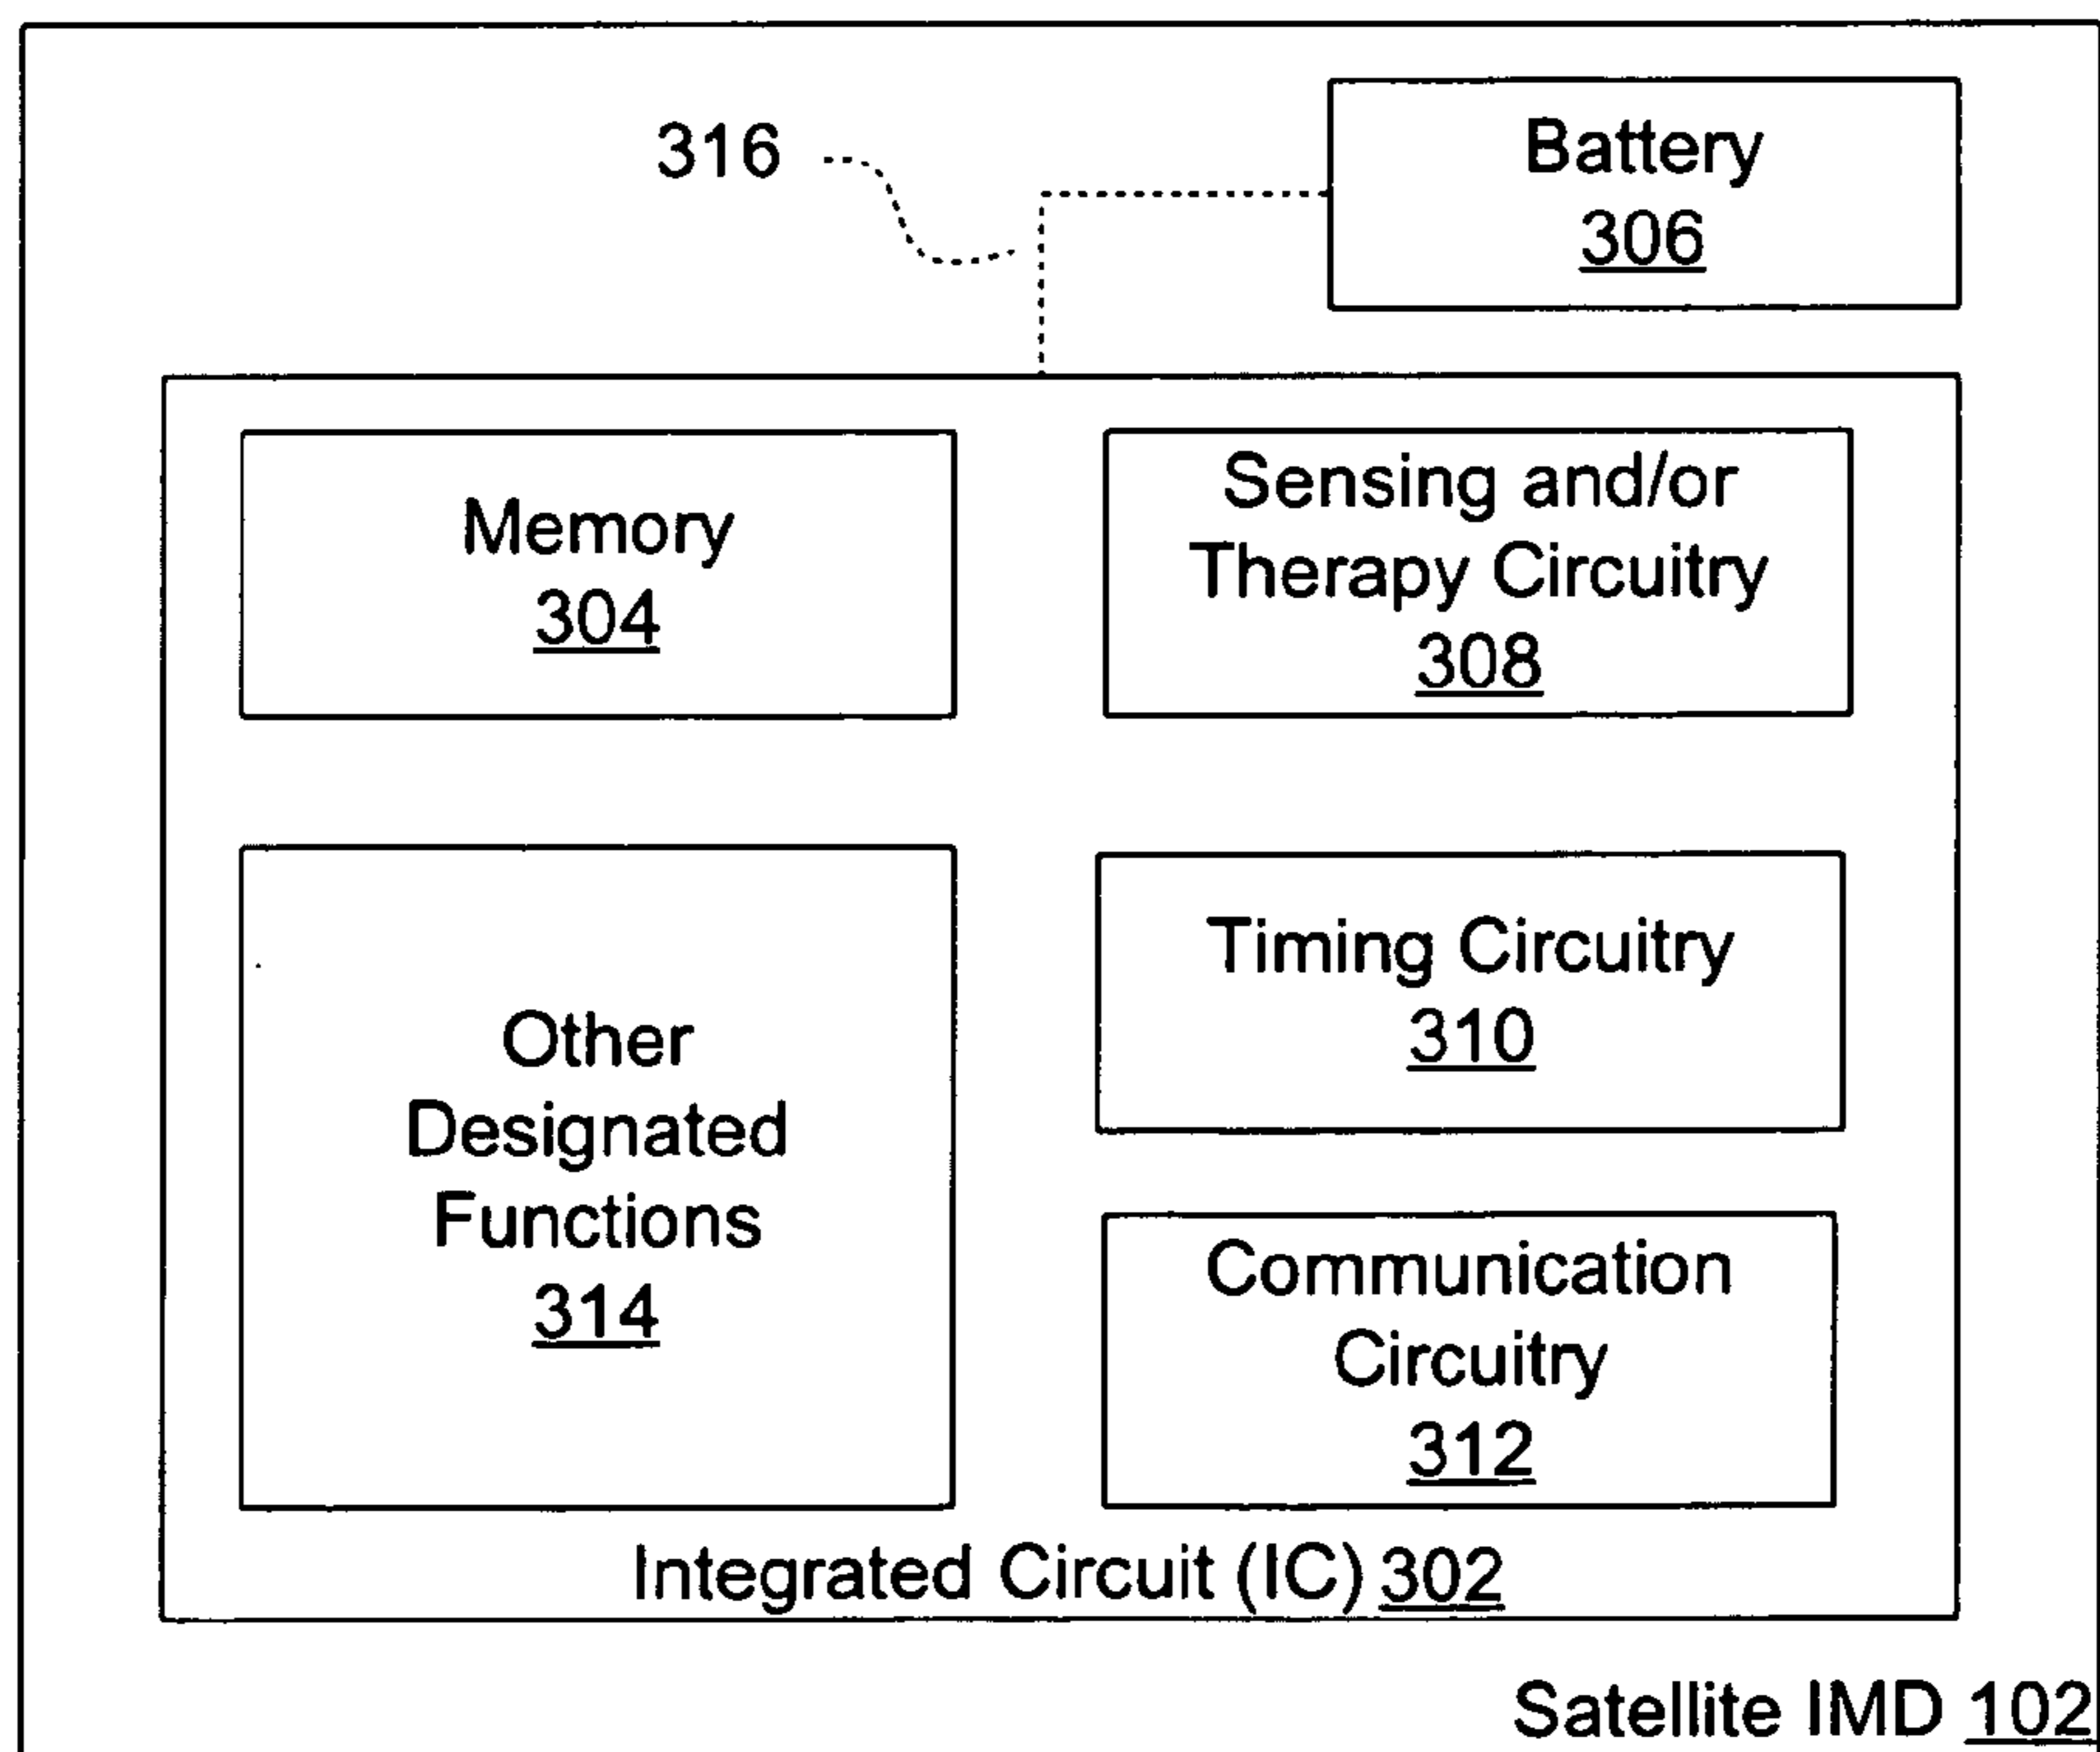 316
Battery
306
Memory
304
Sensing and/or
Therapy Circuitry
308
Other
Designated
Functions
314
Timing Circuitry
310
Communication
Circuitry
312
Integrated Circuit (IC) 302
Satellite IMD 102